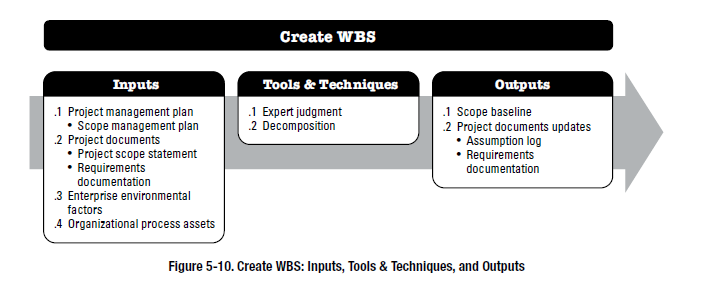 Create WBS
Inputs
.1 Project management plan
• Scope management plan
.2 Project documents
• Project scope statement
• Requirements
documentation
.3 Enterprise environmental
factors
.4 Organizational process assets
Tools & Techniques
.1 Expert judgment
.2 Decomposition
Outputs
.1 Scope baseline
.2 Project documents updates
• Assumption log
• Requirements
documentation
Figure 5-10. Create WBS: Inputs, Tools & Techniques, and Outputs